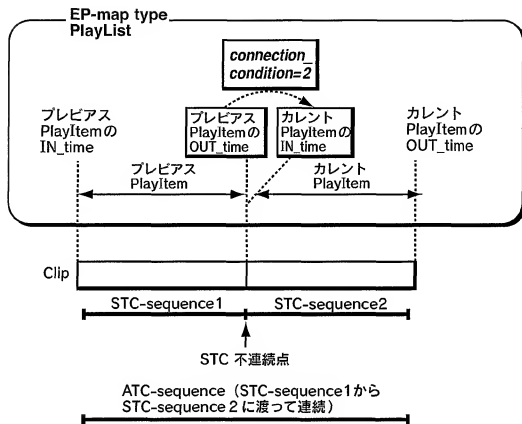 EP-map type
PlayList
connection_
condition=2
プレビアス
PlayItemの
IN_time
プレビアス
PlayItemの
OUT_time
カレント
PlayItemの
IN_time
カレント
PlayItemの
OUT_time
プレビアス
PlayItem
カレント
PlayItem
Clip
STC-sequence1
STC-sequence2
STC 不連続点
ATC-sequence（STC-sequence1から
STC-sequence 2 に渡って連続）